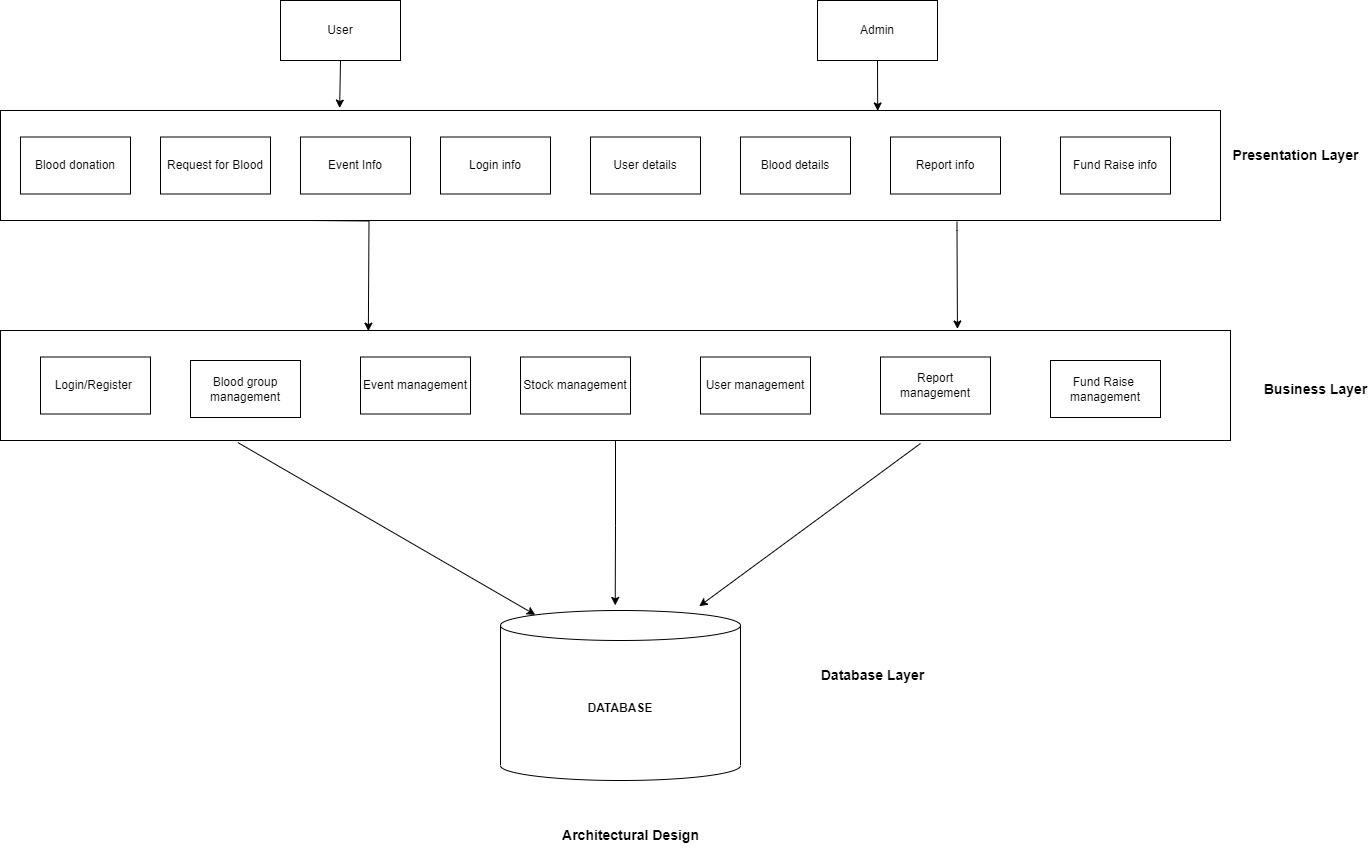 User
Admin
Blood donation
Request for Blood
Event Info
Login info
User details
Blood details
Report info
Fund Raise info
Presentation Layer
Login/Register
Blood group
management
Event management
Stock management
User management
Report
management
Fund Raise
management
Business Layer
Database Layer
DATABASE
Architectural Design